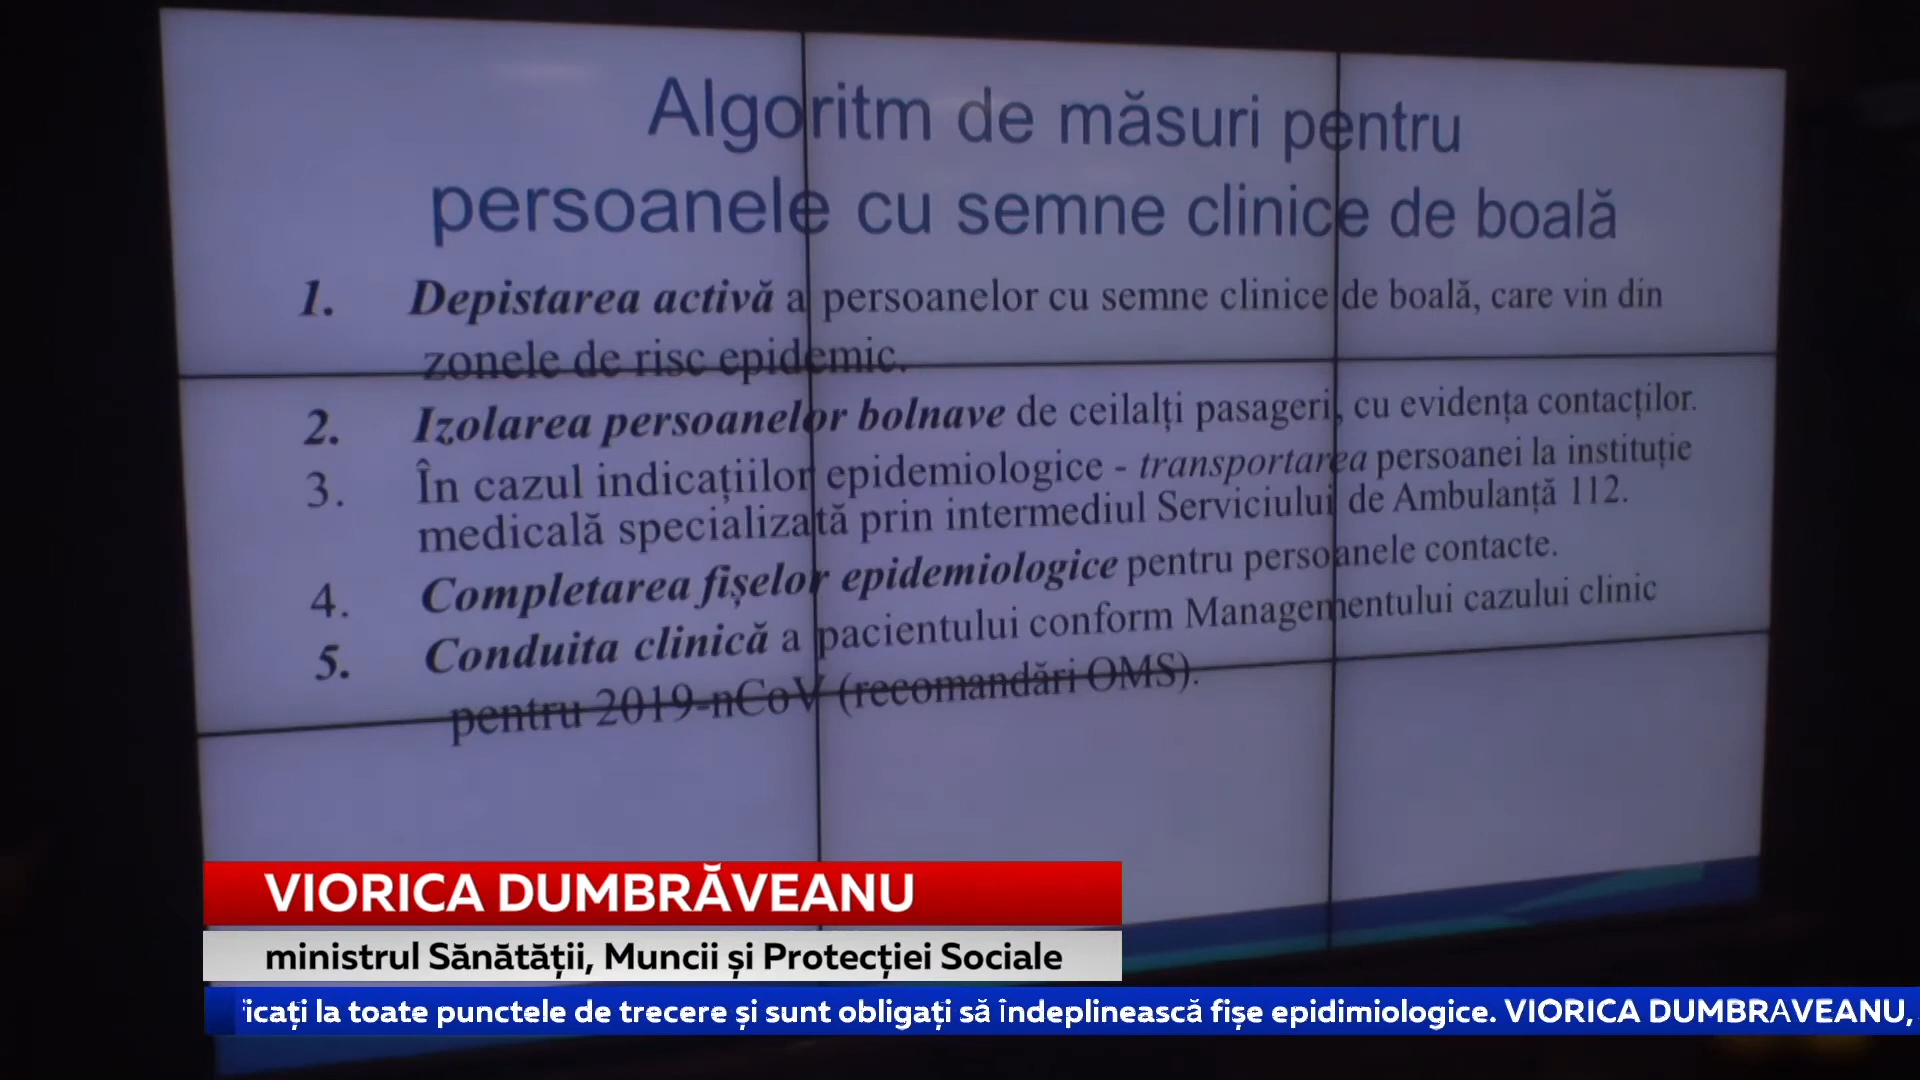 Algoritm de măsuri pentru
persoanele cu semne clinice de boală
1. Depistarea activă a persoanelor cu semne clinice de boală, care vin din
zonele de risc epidemic.
2. Izolarea persoanelor bolnave de ceilalți pasageri, cu evidența contacților.
3. În cazul indicațiilor epidemiologice - transportarea persoanei la instituție
medicală specializată prin intermediul Serviciului de Ambulanță 112.
4. Completarea fișelor epidemiologice pentru persoanele contacte.
5. Conduita clinică a pacientului conform Managementului cazului clinic
pentru 2019-nCoV (recomandări OMS).
VIORICA DUMBRĂVEANU
ministrul Sănătății, Muncii și Protecției Sociale
icați la toate punctele de trecere și sunt obligați să îndeplinească fișe epidimiologice. VIORICA DUMBRAVEANU,